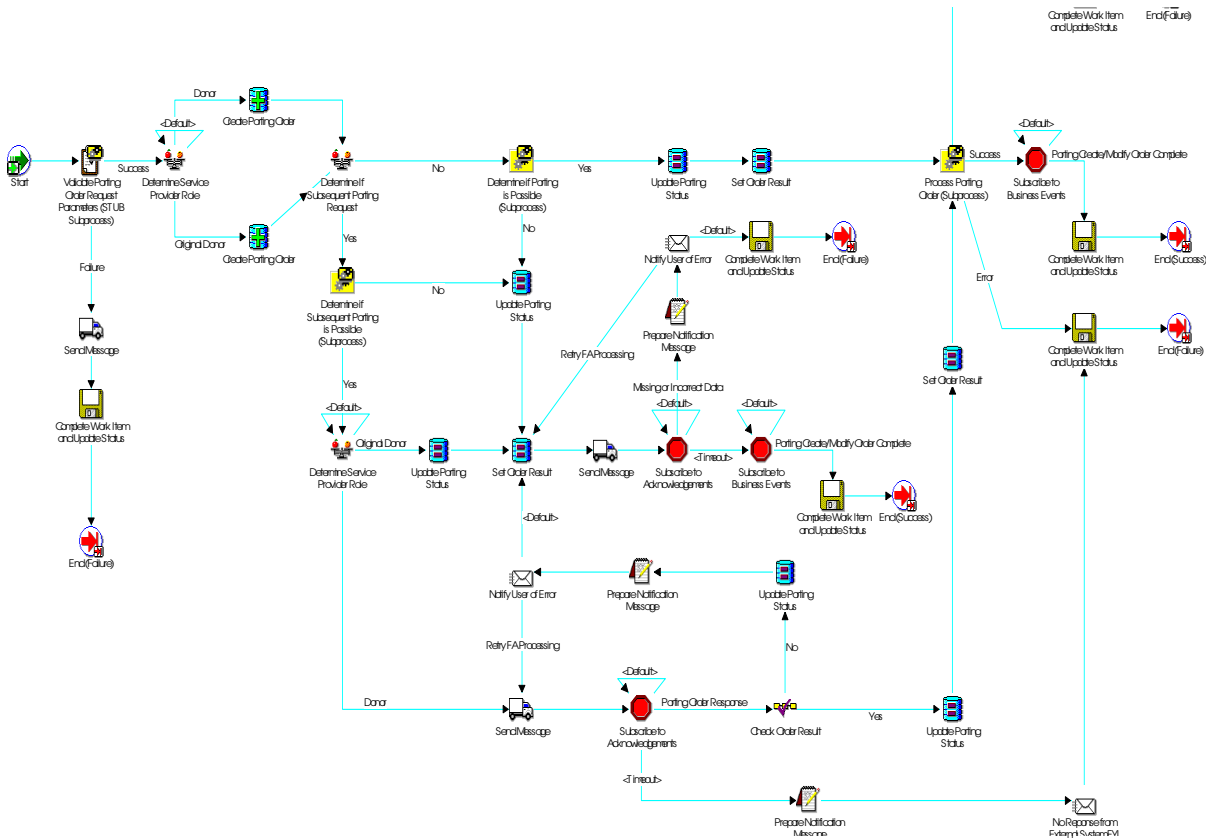 Complete Work Item
and Update Status
End (Failure)
Donor
<Default>
Create Porting Order
<Default>
Start
Success
Validate Porting
Order Request
Parameters (STUB
Subprocess)
Determine Service
Provider Role
No
Determine If
Subsequent Porting
Request
Determine if Porting
is Possible
(Subprocess)
Yes
Update Porting
Status
Set Order Result
Success
Process Porting
Order (Subprocess)
Porting Create/Modify Order Complete
Subscribe to
Business Events
Original Donor
Create Porting Order
Yes
No
<Default>
Notify User of Error
Complete Work Item
and Update Status
End (Failure)
Complete Work Item
and Update Status
End (Success)
Failure
Error
No
Determine if
Subsequent Porting
is Possible
(Subprocess)
Update Porting
Status
Prepare Notification
Message
Send Message
Retry FA Processing
Complete Work Item
and Update Status
End (Failure)
Set Order Result
Yes
Missing or Incorrect Data
<Default>
<Default>
<Default>
Complete Work Item
and Update Status
Original Donor
Porting Create/Modify Order Complete
Determine Service
Provider Role
Update Porting
Status
Set Order Result
Send Message
<Timeout>
Subscribe to
Acknowledgements
Subscribe to
Business Events
<Default>
Complete Work Item
and Update Status
End (Success)
End (Failure)
Notify User of Error
Prepare Notification
Message
Update Porting
Status
Retry FA Processing
No
<Default>
Donor
Porting Order Response
Yes
Send Message
Subscribe to
Acknowledgements
Check Order Result
Update Porting
Status
<Timeout>
Prepare Notification
Message
No Reponse from
External System FYI